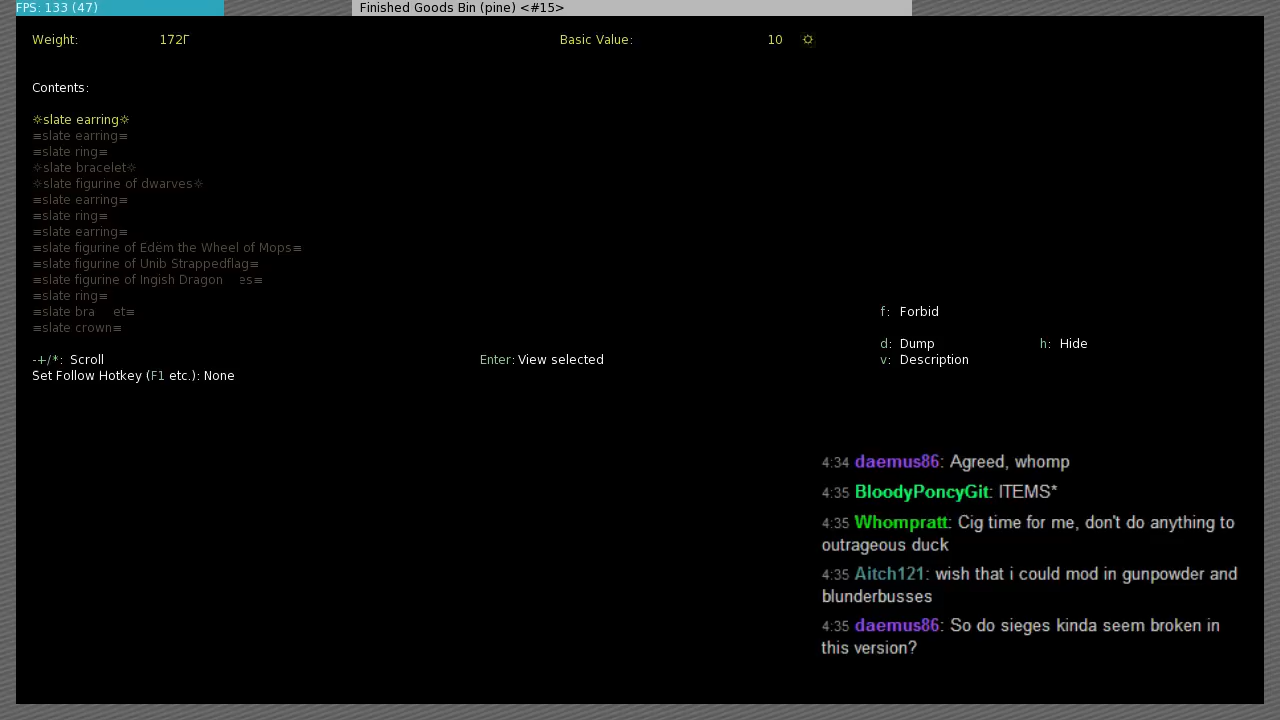 FPS: 133 (47)
Finished Goods Bin (pine) <#15>
Weight: 172Γ Basic Value: 10 ☼
Contents:
☼slate earring☼
≡slate earring≡
≡slate ring≡
☼slate bracelet☼
☼slate figurine of dwarves☼
≡slate earring≡
≡slate ring≡
≡slate earring≡
≡slate figurine of Edëm the Wheel of Mops≡
≡slate figurine of Unib Strappedflag≡
≡slate figurine of Ingish Dragon es≡
≡slate ring≡
≡slate bra et≡
≡slate crown≡
f: Forbid
d: Dump h: Hide
-+/*: Scroll Enter: View selected v: Description
Set Follow Hotkey (F1 etc.): None
4:34 daemus86: Agreed, whomp
4:35 BloodyPoncyGit: ITEMS*
4:35 Whompratt: Cig time for me, don't do anything to
outrageous duck
4:35 Aitch121: wish that i could mod in gunpowder and
blunderbusses
4:35 daemus86: So do sieges kinda seem broken in
this version?